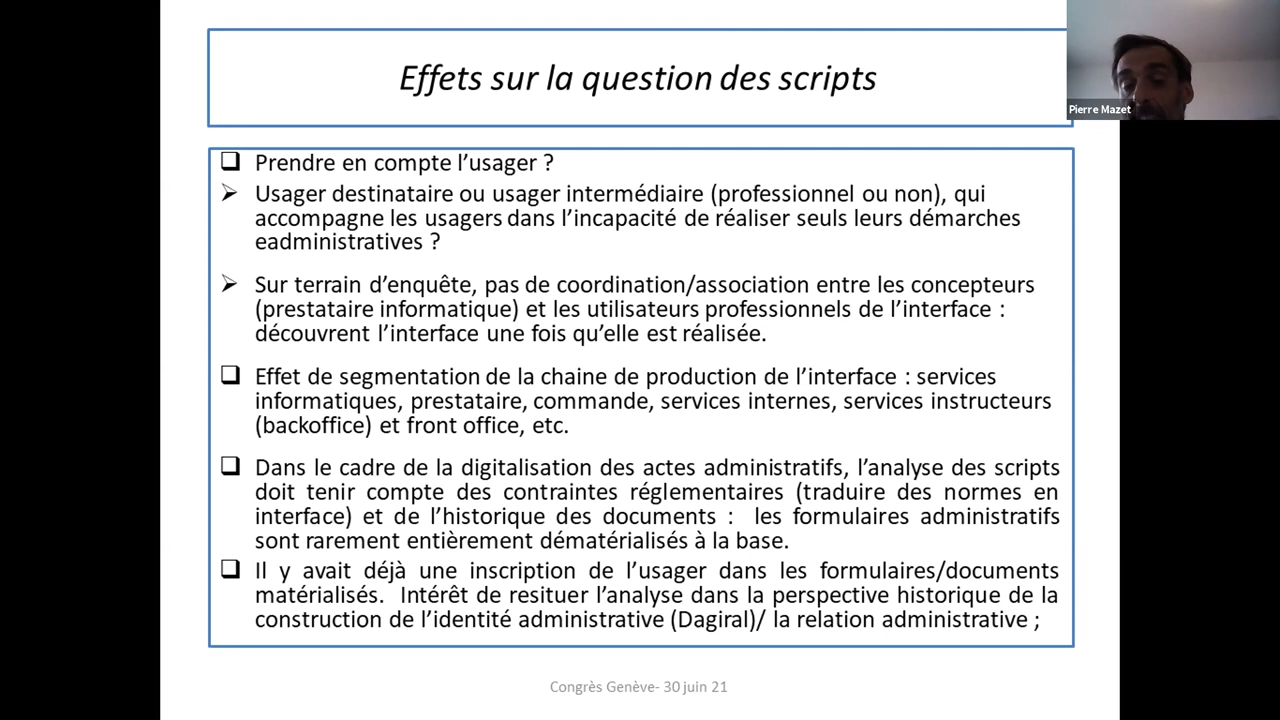 Effets sur la question des scripts
Pierre Mazet
❑ Prendre en compte l’usager ?
➢ Usager destinataire ou usager intermédiaire (professionnel ou non), qui
accompagne les usagers dans l’incapacité de réaliser seuls leurs démarches
eadministratives ?
➢ Sur terrain d’enquête, pas de coordination/association entre les concepteurs
(prestataire informatique) et les utilisateurs professionnels de l’interface :
découvrent l’interface une fois qu’elle est réalisée.
❑ Effet de segmentation de la chaine de production de l’interface : services
informatiques, prestataire, commande, services internes, services instructeurs
(backoffice) et front office, etc.
❑ Dans le cadre de la digitalisation des actes administratifs, l’analyse des scripts
doit tenir compte des contraintes réglementaires (traduire des normes en
interface) et de l’historique des documents : les formulaires administratifs
sont rarement entièrement dématérialisés à la base.
❑ Il y avait déjà une inscription de l’usager dans les formulaires/documents
matérialisés. Intérêt de resituer l’analyse dans la perspective historique de la
construction de l’identité administrative (Dagiral)/ la relation administrative ;
Congrès Genève- 30 juin 21